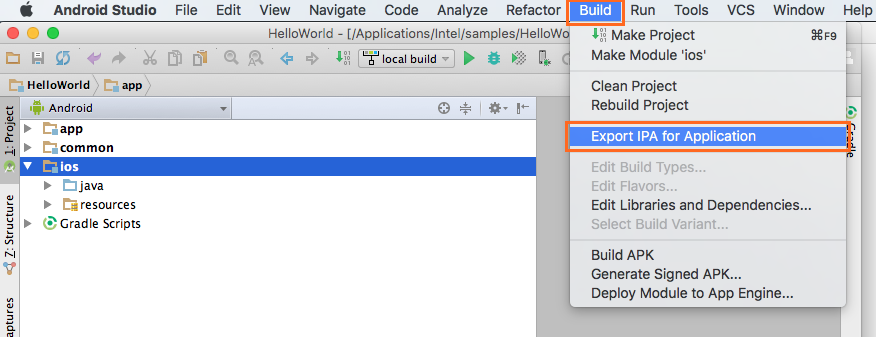 Android Studio File Edit View Navigate Code Analyze Refactor Build Run Tools VCS Window Help
HelloWorld - [/Applications/Intel/samples/HelloWo
local build
HelloWorld app
Android
1: Project
app
common
ios
java
resources
Gradle Scripts
Z: Structure
aptures
Make Project ⌘F9
Make Module 'ios'
Clean Project
Rebuild Project
Export IPA for Application
Edit Build Types...
Edit Flavors...
Edit Libraries and Dependencies...
Select Build Variant...
Build APK
Generate Signed APK...
Deploy Module to App Engine...
Gradle